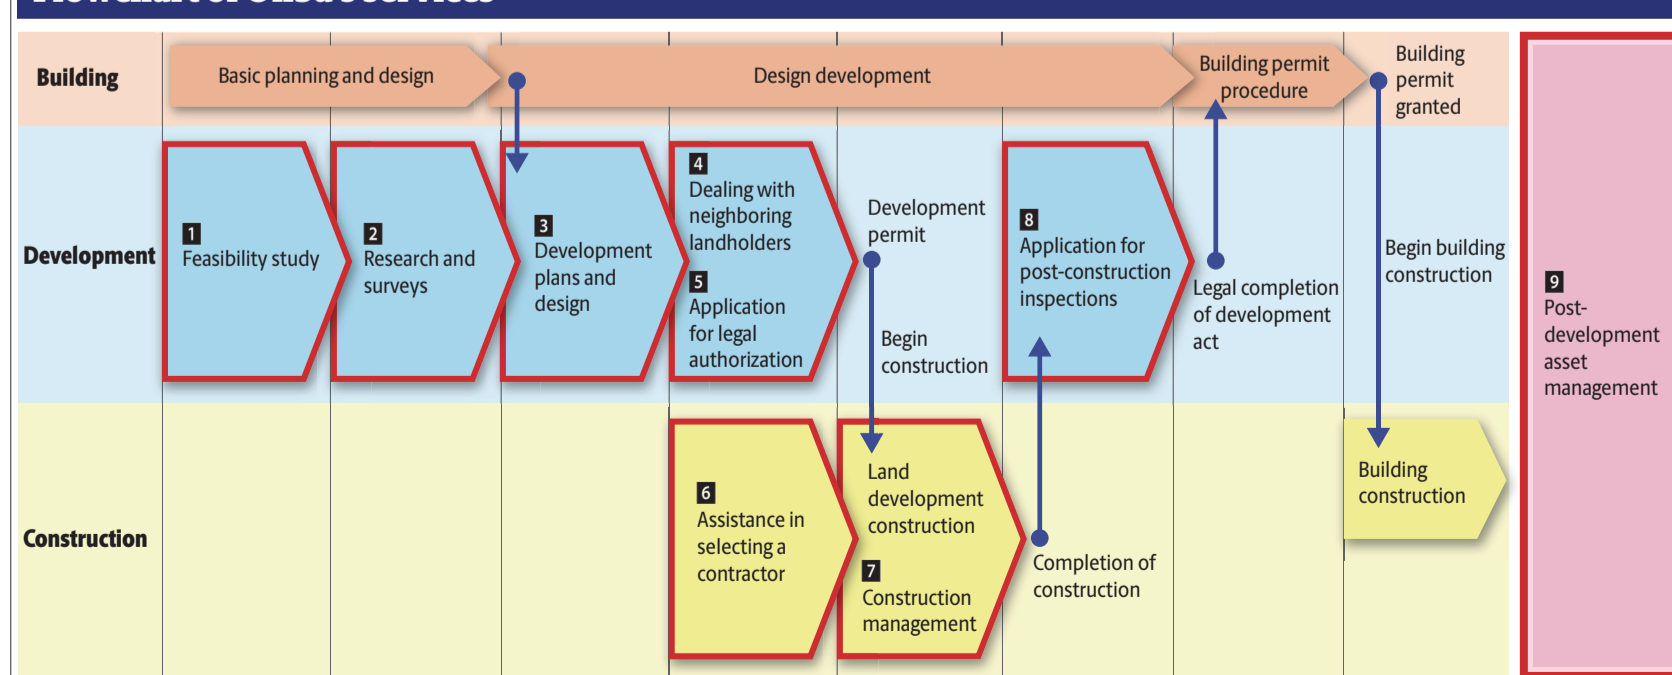 Building
Basic planning and design
Design development
Building permit
procedure
Building
permit
granted
Development
1
Feasibility study
2
Research and
surveys
3
Development
plans and
design
4
Dealing with
neighboring
landholders
5
Application
for legal
authorization
Development
permit
Begin
construction
8
Application for
post-construction
inspections
Legal completion
of development
act
Begin building
construction
9
Post-
development
asset
management
Construction
6
Assistance in
selecting a
contractor
Land
development
construction
7
Construction
management
Completion of
construction
Building
construction